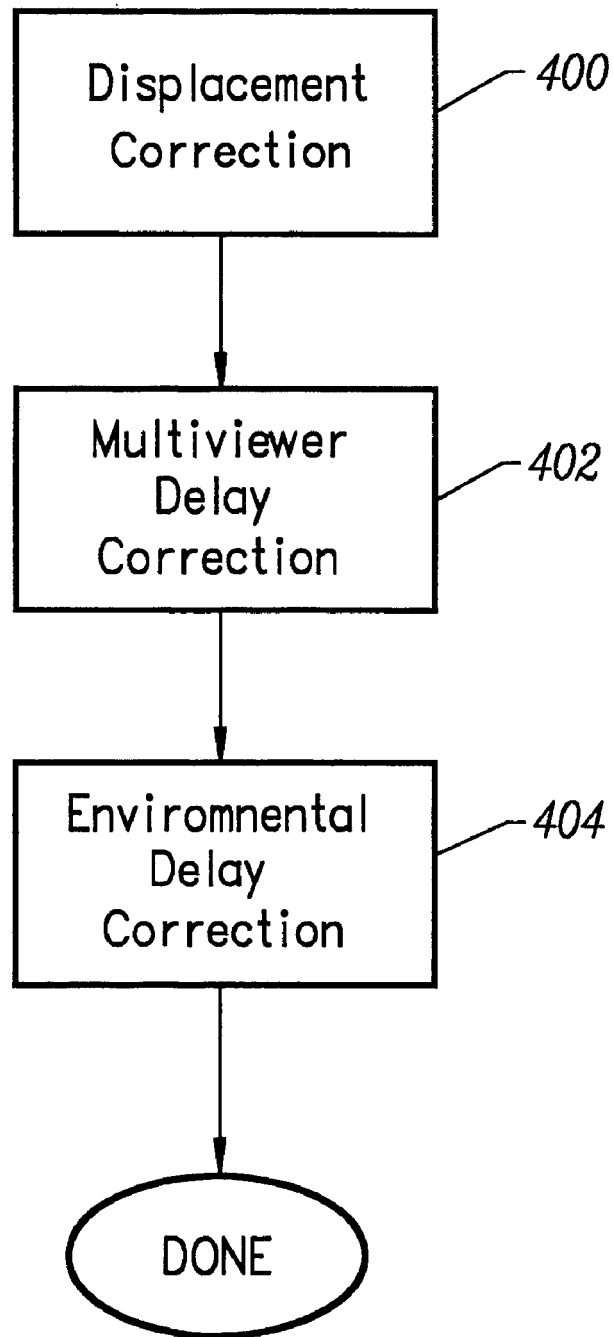 Displacement
Correction
400
Multiviewer
Delay
Correction
402
Enviromnental
Delay
Correction
404
DONE